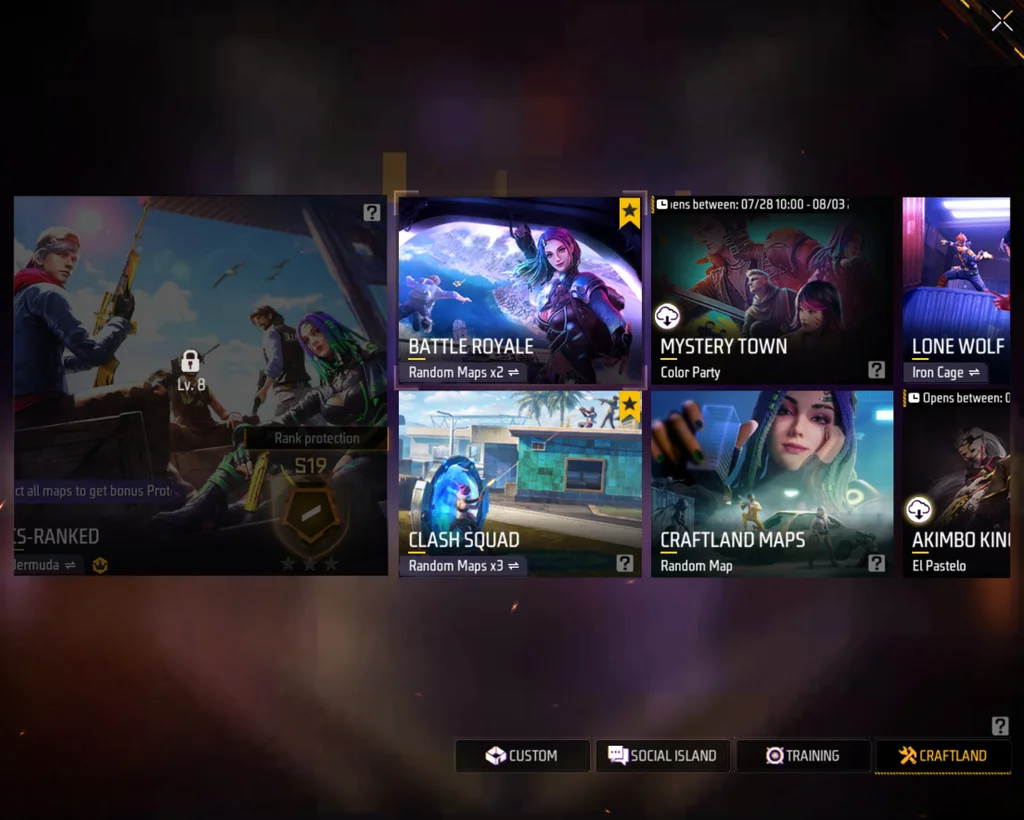 Lv. 8
Rank protection
S19
ct all maps to get bonus Prot
S-RANKED
ermuda
BATTLE ROYALE
Random Maps x2
ens between: 07/28 10:00 - 08/03
MYSTERY TOWN
Color Party
LONE WOLF
Iron Cage
CLASH SQUAD
Random Maps x3
CRAFTLAND MAPS
Random Map
Opens between: 0
AKIMBO KIN
El Pastelo
CUSTOM
SOCIAL ISLAND
TRAINING
CRAFTLAND